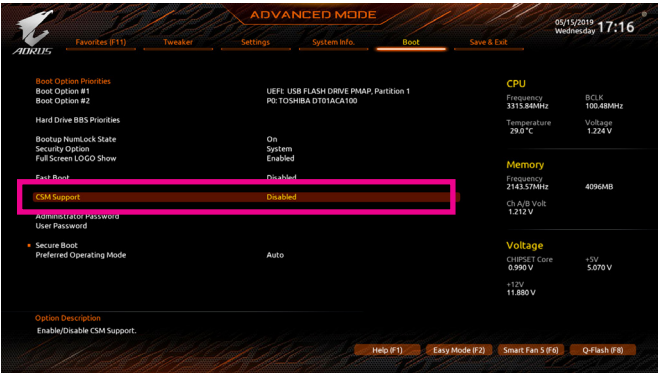 ADVANCED MODE
05/15/2019 Wednesday 17:16
AORUS
Favorites (F11) Tweaker Settings System Info. Boot Save & Exit
Boot Option Priorities
Boot Option #1 UEFI: USB FLASH DRIVE PMAP, Partition 1
Boot Option #2 P0: TOSHIBA DT01ACA100
Hard Drive BBS Priorities
Bootup NumLock State On
Security Option System
Full Screen LOGO Show Enabled
Fast Boot Disabled
CSM Support Disabled
Administrator Password
User Password
Secure Boot
Preferred Operating Mode Auto
CPU
Frequency BCLK
3315.84MHz 100.48MHz
Temperature Voltage
29.0 °C 1.224 V
Memory
Frequency
2143.57MHz 4096MB
Ch A/B Volt
1.212 V
Voltage
CHIPSET Core +5V
0.990 V 5.070 V
+12V
11.880 V
Option Description
Enable/Disable CSM Support.
Help (F1) Easy Mode (F2) Smart Fan 5 (F6) Q-Flash (F8)